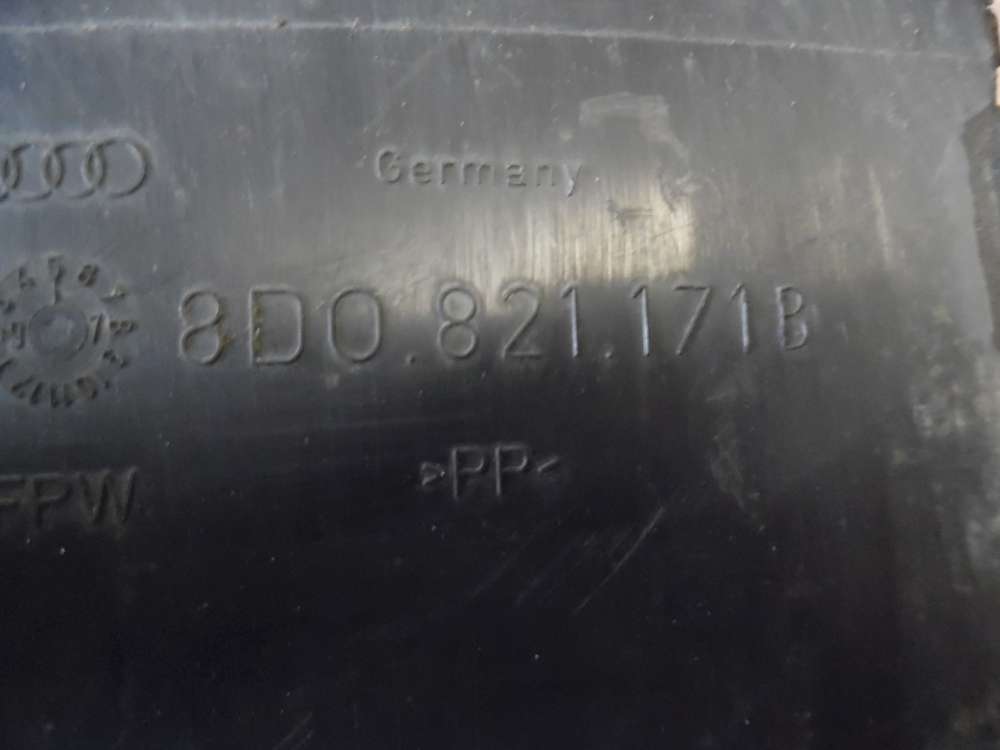 Germany
8D0.821.171B
FPW
>PP<